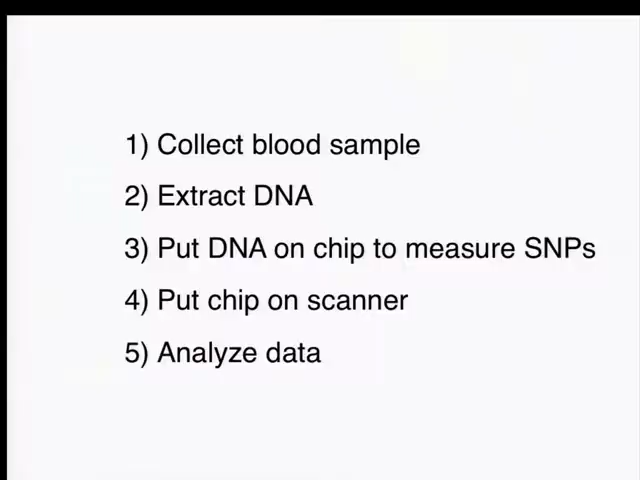 1) Collect blood sample
2) Extract DNA
3) Put DNA on chip to measure SNPs
4) Put chip on scanner
5) Analyze data